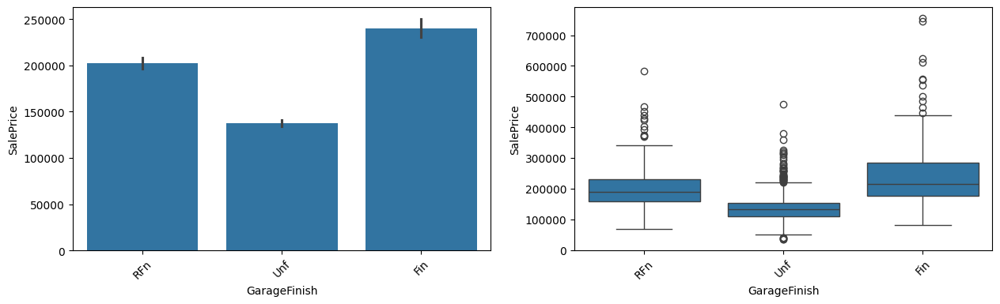 250000
200000
150000
100000
50000
0
SalePrice
RFn
Unf
Fin
GarageFinish
700000
600000
500000
400000
300000
200000
100000
0
SalePrice
RFn
Unf
Fin
GarageFinish